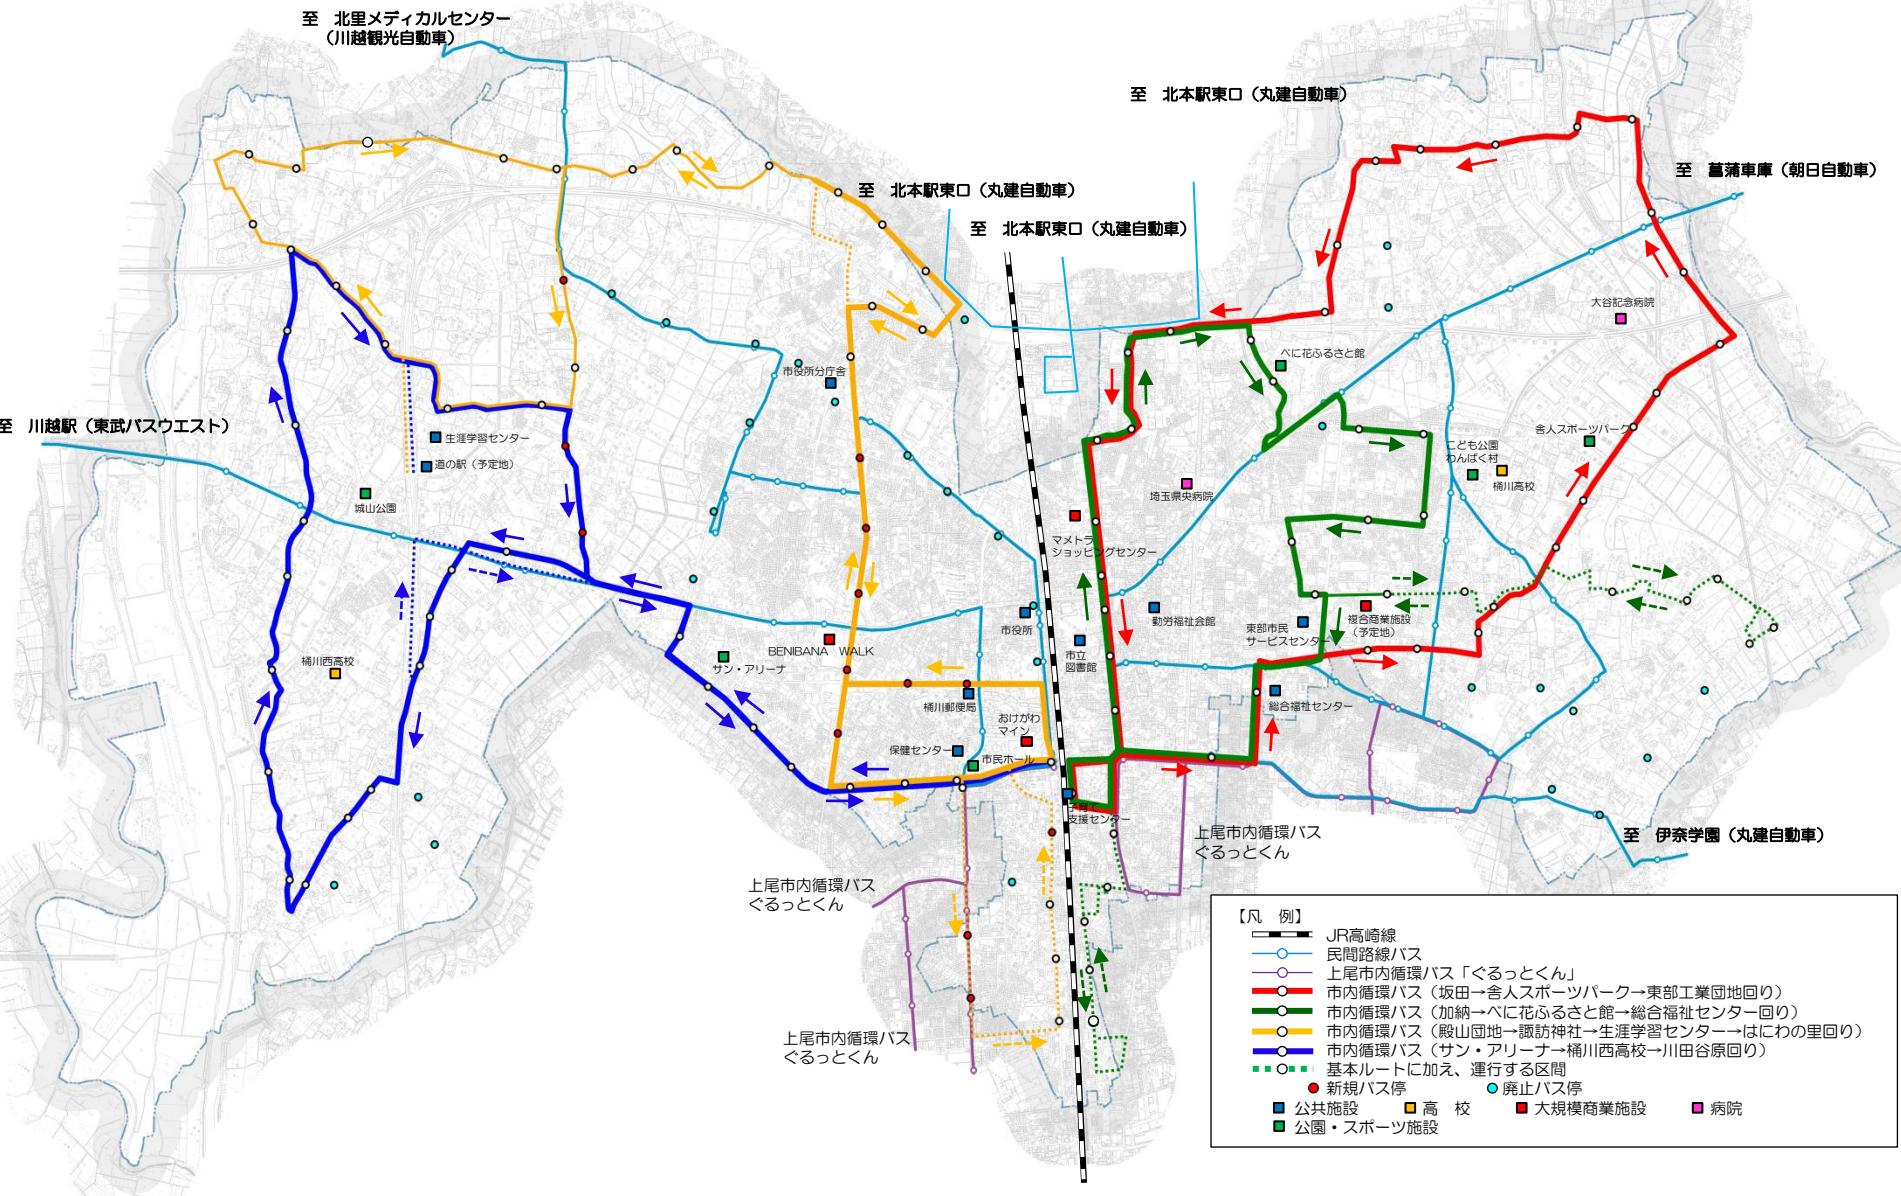 至　北里メディカルセンター
（川越観光自動車）
至　北本駅東口（丸建自動車）
至　菖蒲車庫（朝日自動車）
至　北本駅東口（丸建自動車）
至　北本駅東口（丸建自動車）
大谷記念病院
べに花ふるさと館
市役所分庁舎
至　川越駅（東武バスウエスト）
生涯学習センター
道の駅（予定地）
城山公園
舎人スポーツパーク
こども公園
わんぱく村
桶川高校
埼玉県央病院
マメトラ
ショッピングセンター
市役所
勤労福祉会館
複合商業施設
（予定地）
東部市民
サービスセンター
市立
図書館
BENIBANA　WALK
サン・アリーナ
桶川西高校
桶川郵便局
総合福祉センター
おけがわ
マイン
保健センター
市民ホール
子育て
支援センター
上尾市内循環バス
ぐるっとくん
至　伊奈学園（丸建自動車）
上尾市内循環バス
ぐるっとくん
上尾市内循環バス
ぐるっとくん
【凡　例】
JR高崎線
民間路線バス
上尾市内循環バス「ぐるっとくん」
市内循環バス（坂田→舎人スポーツパーク→東部工業団地回り）
市内循環バス（加納→べに花ふるさと館→総合福祉センター回り）
市内循環バス（殿山団地→諏訪神社→生涯学習センター→はにわの里回り）
市内循環バス（サン・アリーナ→桶川西高校→川田谷原回り）
基本ルートに加え、運行する区間
新規バス停　廃止バス停
公共施設　高　校　大規模商業施設　病院
公園・スポーツ施設